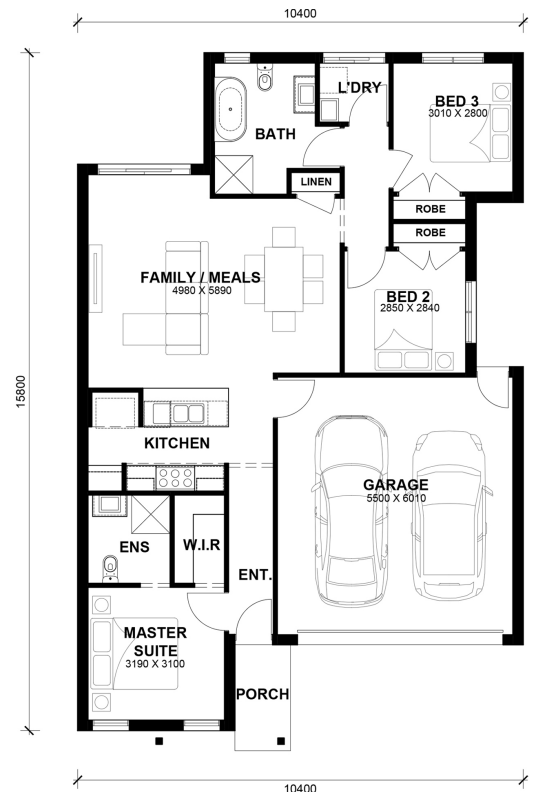 10400
L'DRY
BED 3
3010 X 2800
BATH
LINEN
ROBE
ROBE
FAMILY / MEALS
4980 X 5890
BED 2
2850 X 2840
15800
KITCHEN
GARAGE
5500 X 6010
ENS
W.I.R
ENT.
MASTER
SUITE
3190 X 3100
PORCH
10400